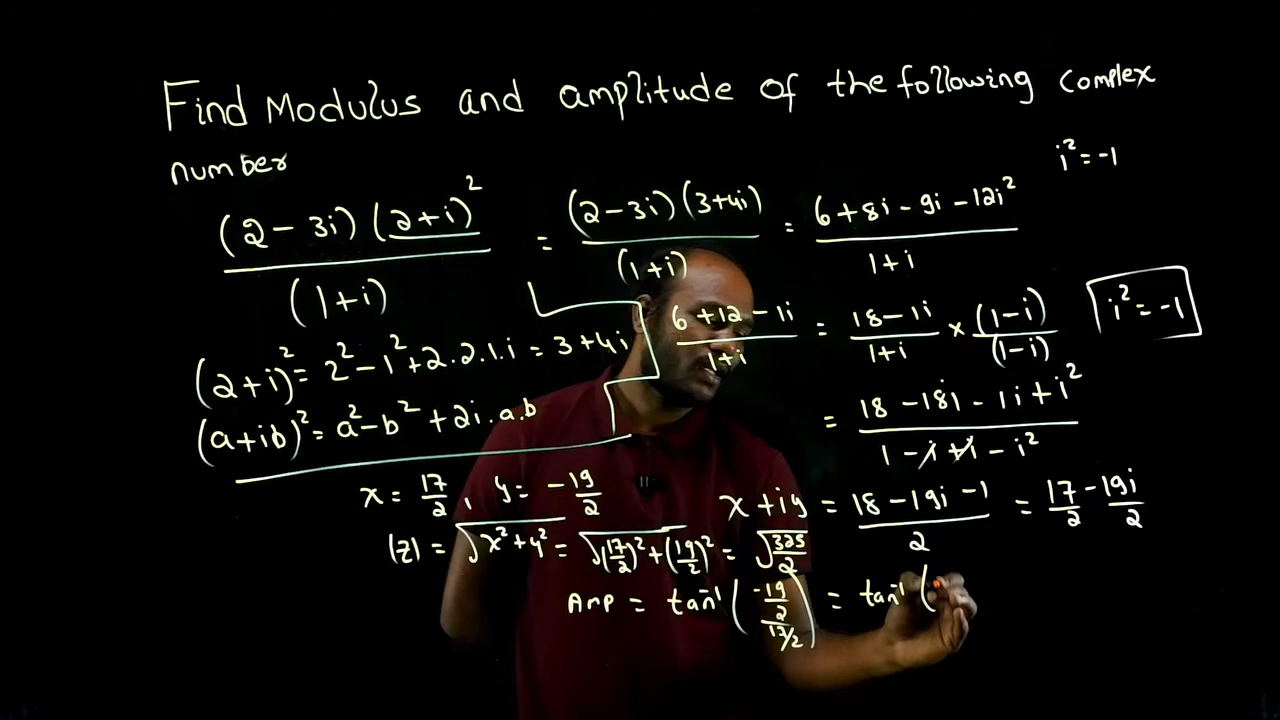 Find Modulus and amplitude of the following complex
number
i² = -1
(2 - 3i) (2+i)² / (1+i) = (2-3i)(3+4i) / (1+i) = 6+8i - 9i - 12i² / 1+i
6+12 - 1i / 1+i = 18 - 1i / 1+i × (1-i) / (1-i)
i² = -1
(2+i)² = 2² - 1² + 2.2.1.i = 3+4i
(a+ib)² = a² - b² + 2i.a.b
= 18 - 18i - 1i + i² / 1 - i + i - i²
x = 17/2, y = -19/2
x + iy = 18 - 19i - 1 / 2 = 17/2 - 19i/2
|z| = √x² + y² = √(17/2)² + (19/2)² = √325/2
Amp = tan⁻¹ (-19/2 / 17/2) = tan⁻¹ (